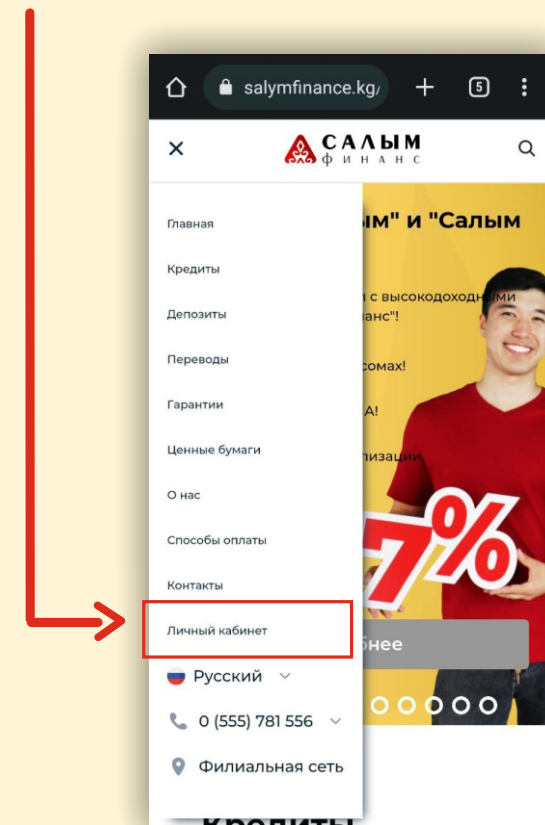 salymfinance.kg/
5
САЛЫМ
ФИНАНС
Главная
Кредиты
Депозиты
Переводы
Гарантии
Ценные бумаги
О нас
Способы оплаты
Контакты
Личный кабинет
Русский
0 (555) 781 556
Филиальная сеть
ым" и "Салым
с высокодоходными
анс"!
сомах!
А!
лизации
7%
бнее
Кредиты